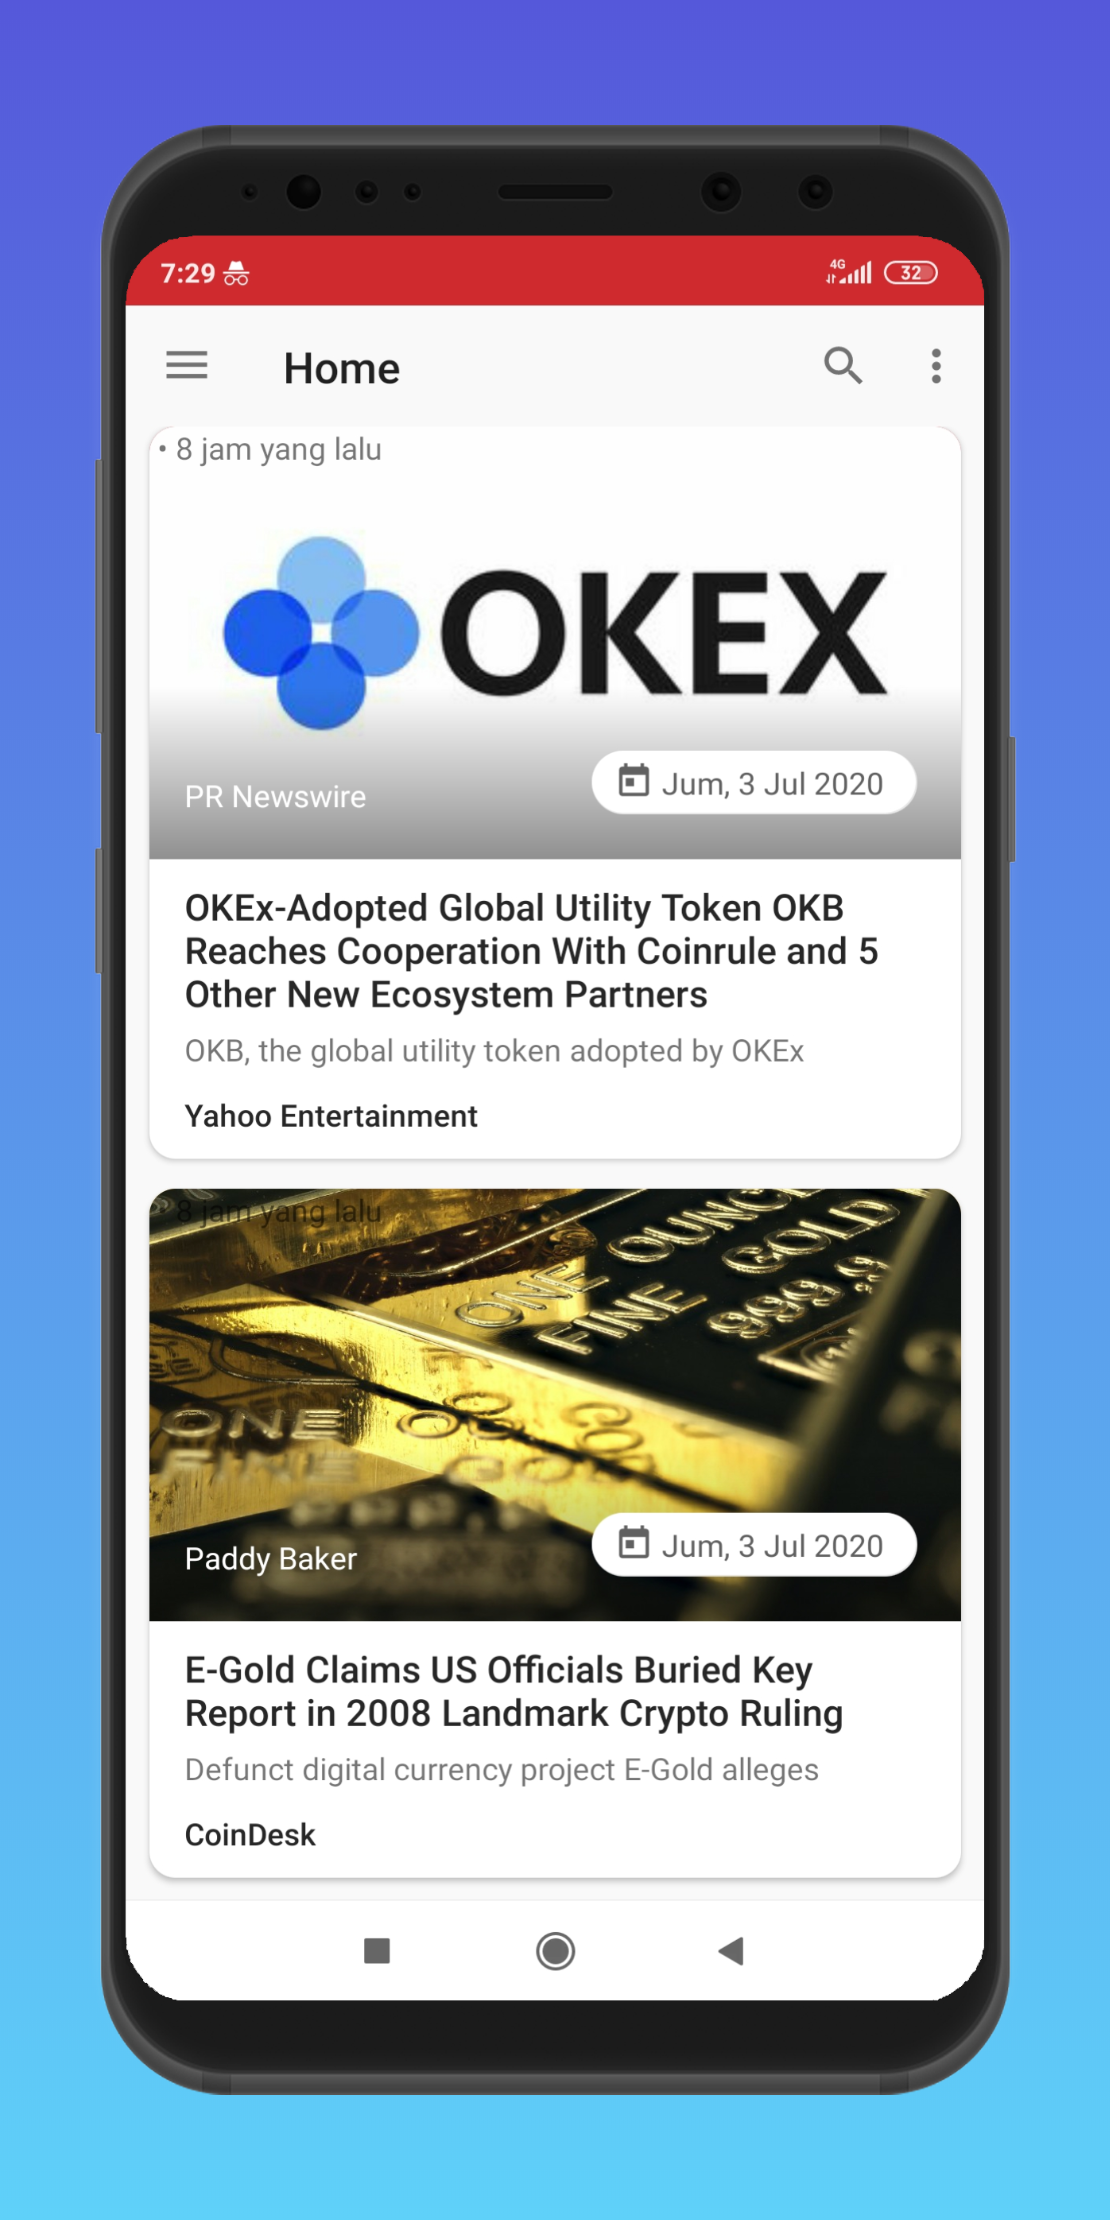 7:29
4G
32
Home
• 8 jam yang lalu
OKEX
PR Newswire
Jum, 3 Jul 2020
OKEx-Adopted Global Utility Token OKB
Reaches Cooperation With Coinrule and 5
Other New Ecosystem Partners
OKB, the global utility token adopted by OKEx
Yahoo Entertainment
8 jam yang lalu
ONE OUNCE
FINE GOLD
999.9
ONE
FINE
GOLD
Paddy Baker
Jum, 3 Jul 2020
E-Gold Claims US Officials Buried Key
Report in 2008 Landmark Crypto Ruling
Defunct digital currency project E-Gold alleges
CoinDesk